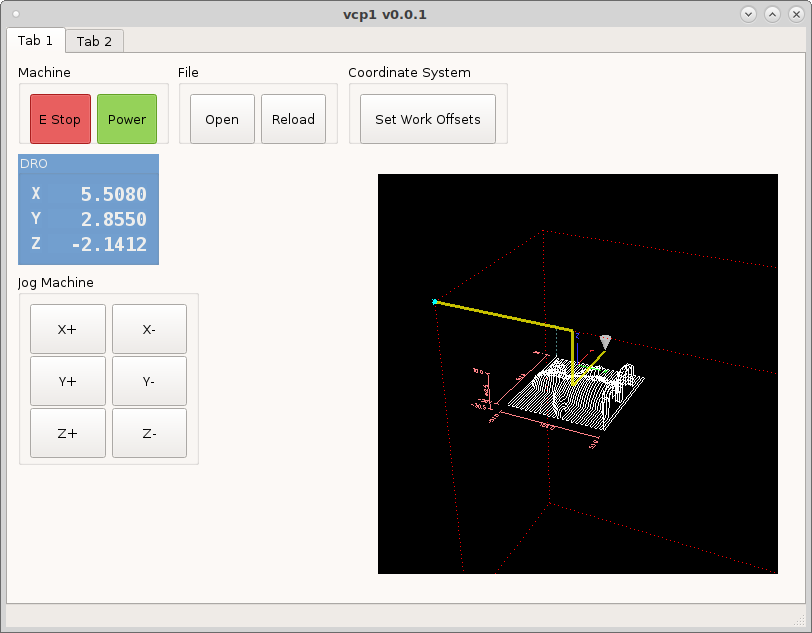 vcp1 v0.0.1
Tab 1 Tab 2
Machine File Coordinate System
E Stop Power Open Reload Set Work Offsets
DRO
X 5.5080
Y 2.8550
Z -2.1412
Jog Machine
X+ X-
Y+ Y-
Z+ Z-
Z